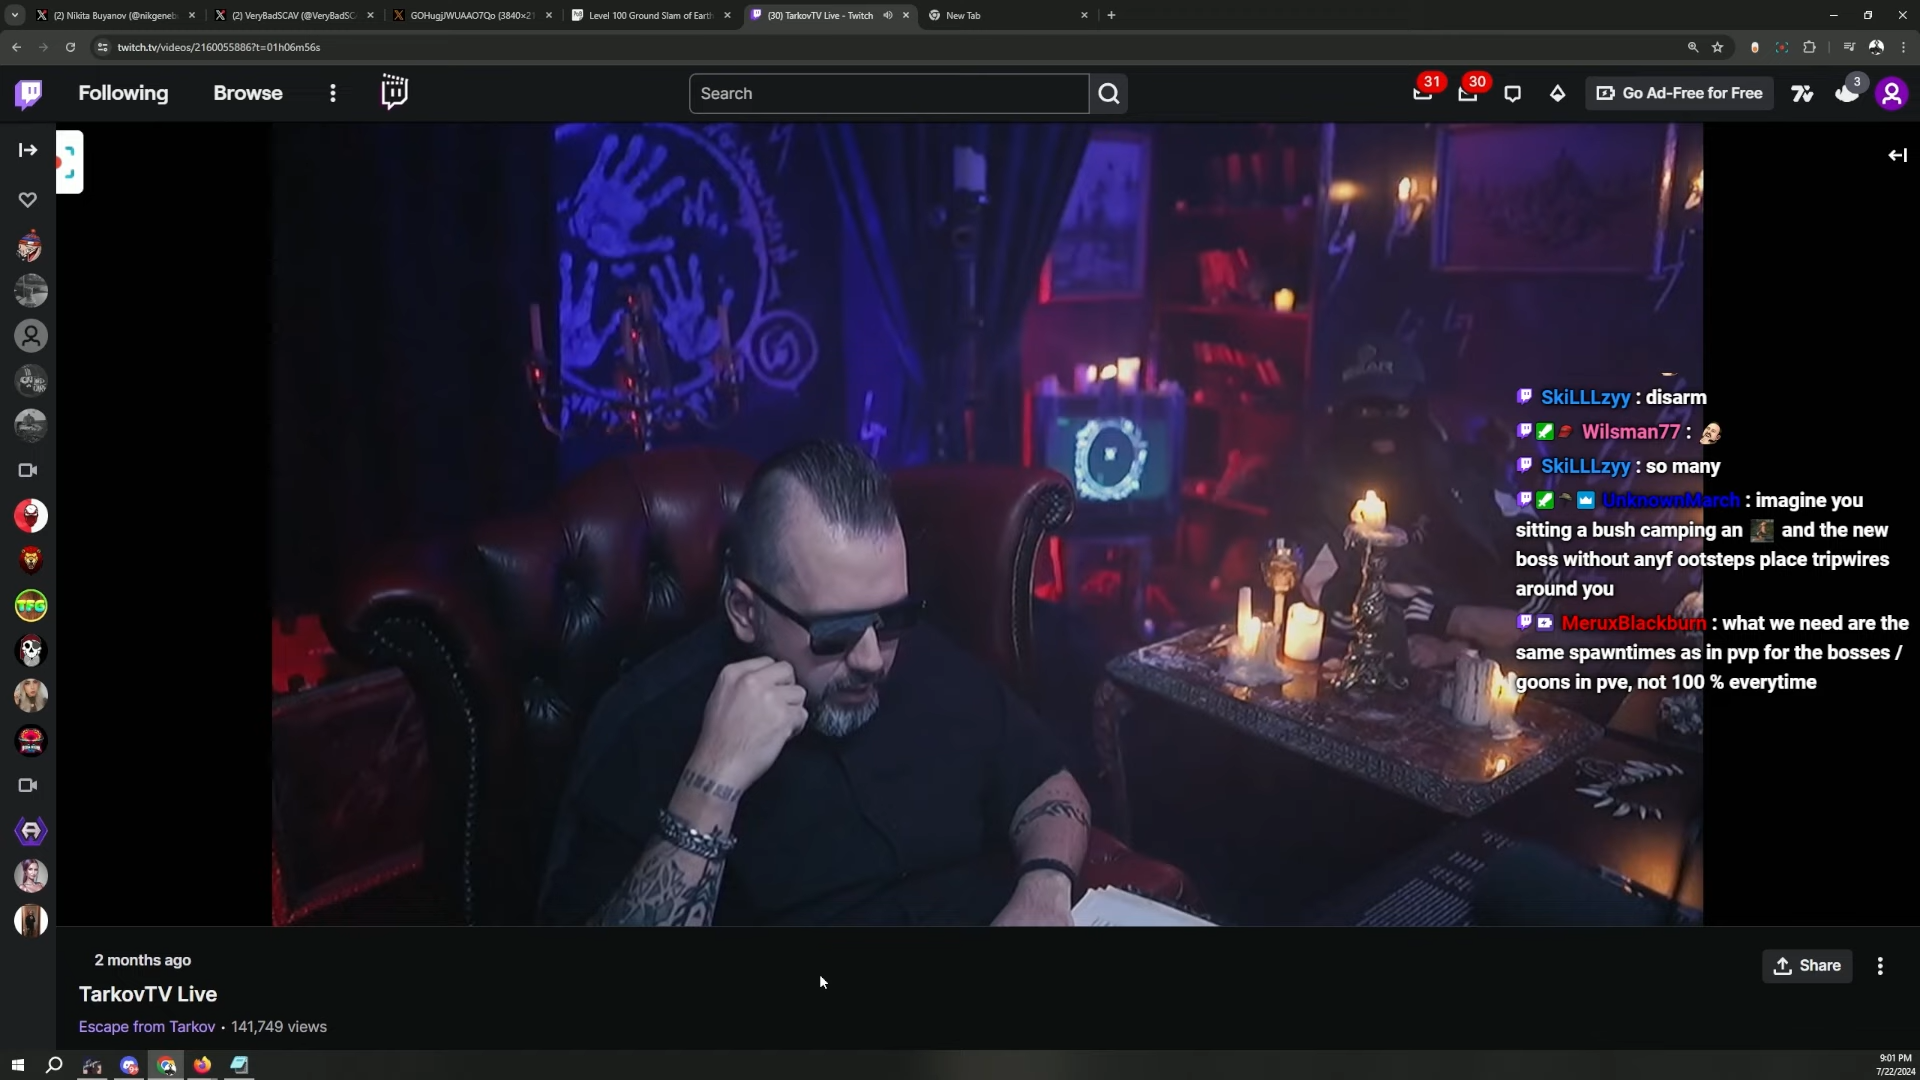 (2) Nikita Buyanov (@nikgeneb
(2) VeryBadSCAV (@VeryBadSC
GOHugjJWUAAO7Qo (3840×21
Level 100 Ground Slam of Earth
(30) TarkovTV Live - Twitch
New Tab
twitch.tv/videos/2160055886?t=01h06m56s
Following
Browse
Search
31
30
Go Ad-Free for Free
3
SkiLLLzyy : disarm
Wilsman77 :
SkiLLLzyy : so many
UnknownMarch : imagine you
sitting a bush camping an and the new
boss without anyf ootsteps place tripwires
around you
MeruxBlackburn : what we need are the
same spawntimes as in pvp for the bosses /
goons in pve, not 100 % everytime
TFG
2 months ago
Share
TarkovTV Live
Escape from Tarkov • 141,749 views
9:01 PM
7/22/2024